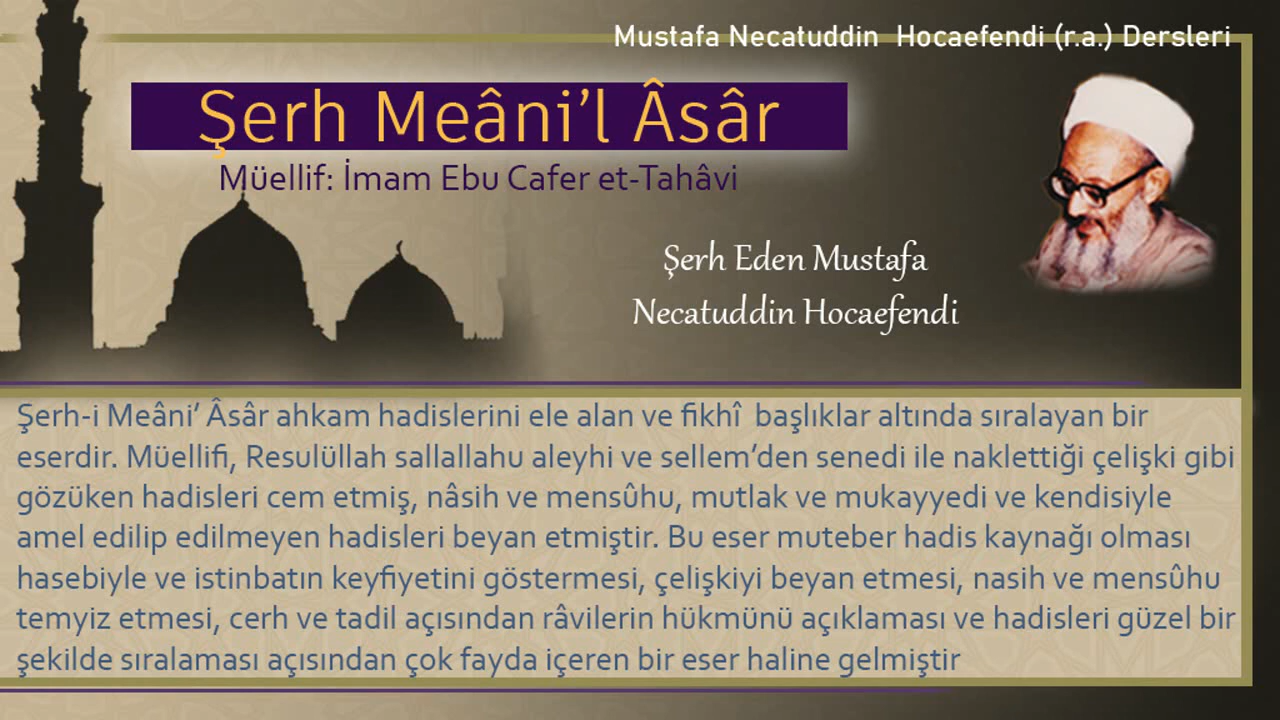 Mustafa Necatuddin Hocaefendi (r.a.) Dersleri
Şerh Meâni’l Âsâr
Müellif: İmam Ebu Cafer et-Tahâvi
Şerh Eden Mustafa
Necatuddin Hocaefendi
Şerh-i Meâni’ Âsâr ahkam hadislerini ele alan ve fikhî başlıklar altında sıralayan bir
eserdir. Müellifi, Resulüllah sallallahu aleyhi ve sellem’den senedi ile naklettiği çelişki gibi
gözüken hadisleri cem etmiş, nâsih ve mensûhu, mutlak ve mukayyedi ve kendisiyle
amel edilip edilmeyen hadisleri beyan etmiştir. Bu eser muteber hadis kaynağı olması
hasebiyle ve istinbatın keyfiyetini göstermesi, çelişkiyi beyan etmesi, nasih ve mensûhu
temyiz etmesi, cerh ve tadil açısından râvilerin hükmünü açıklaması ve hadisleri güzel bir
şekilde sıralaması açısından çok fayda içeren bir eser haline gelmiştir